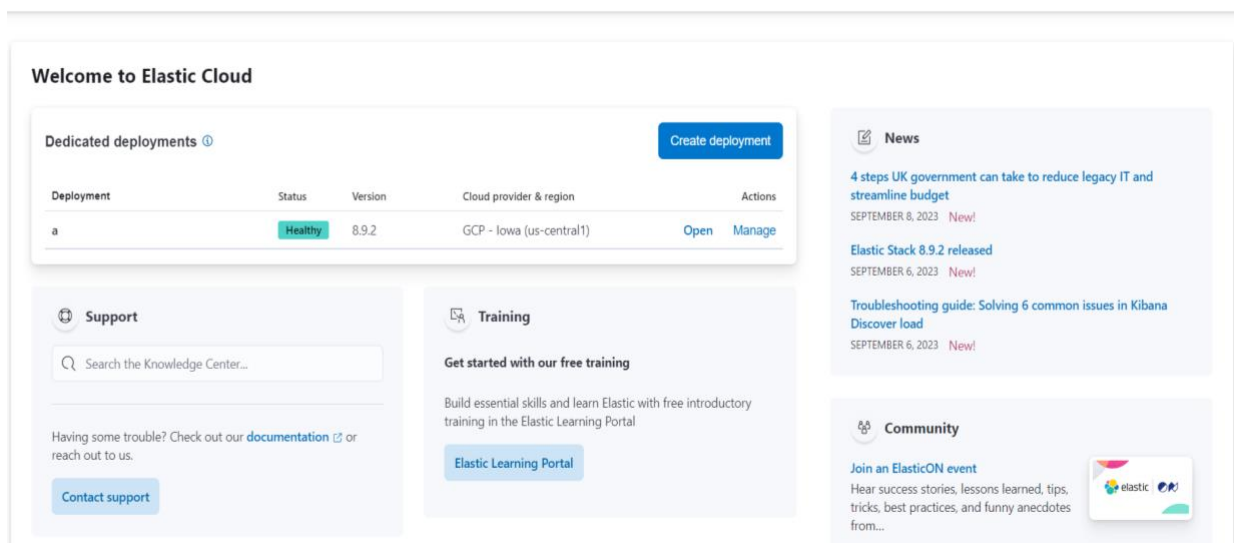 Welcome to Elastic Cloud
Dedicated deployments
Create deployment
Deployment Status Version Cloud provider & region Actions
a Healthy 8.9.2 GCP - Iowa (us-central1) Open Manage
Support
Search the Knowledge Center...
Having some trouble? Check out our documentation or
reach out to us.
Contact support
Training
Get started with our free training
Build essential skills and learn Elastic with free introductory
training in the Elastic Learning Portal
Elastic Learning Portal
News
4 steps UK government can take to reduce legacy IT and
streamline budget
SEPTEMBER 8, 2023 New!
Elastic Stack 8.9.2 released
SEPTEMBER 6, 2023 New!
Troubleshooting guide: Solving 6 common issues in Kibana
Discover load
SEPTEMBER 6, 2023 New!
Community
Join an ElasticON event
Hear success stories, lessons learned, tips,
tricks, best practices, and funny anecdotes
from...
elastic ON